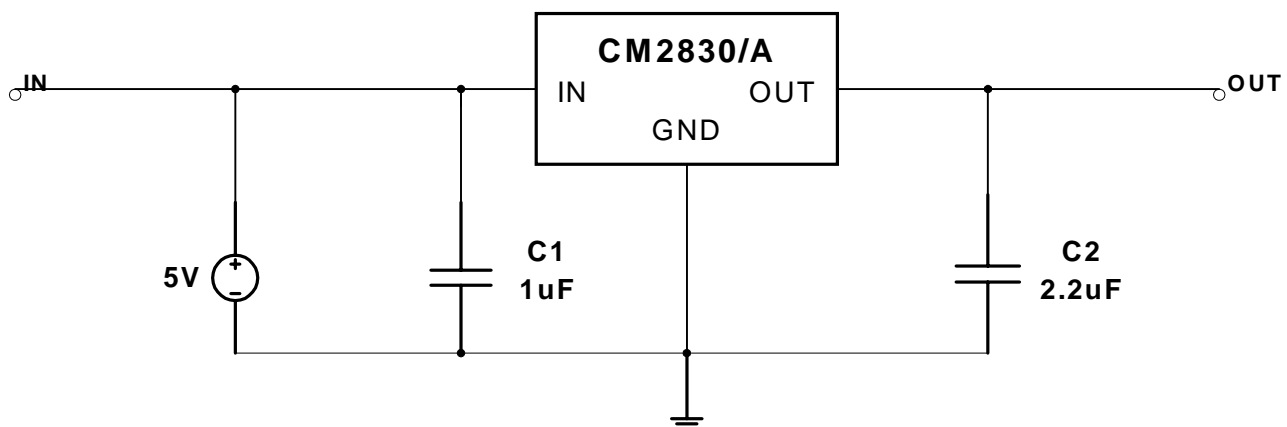 CM2830/A
IN
IN
OUT
OUT
GND
5V
+
-
C1
1uF
C2
2.2uF